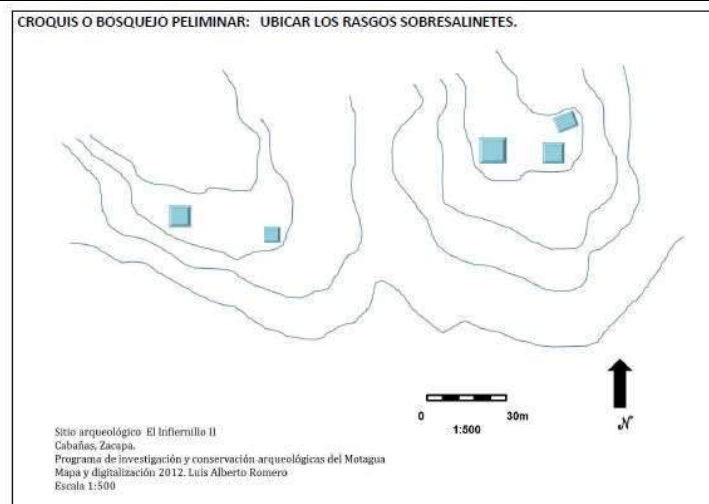 CROQUIS O BOSQUEJO PELIMINAR: UBICAR LOS RASGOS SOBRESALINETES.
0 30m
1:500
N
Sitio arqueológico El Infiernillo II
Cabañas, Zacapa.
Programa de investigación y conservación arqueológicas del Motagua
Mapa y digitalización 2012. Luis Alberto Romero
Escala 1:500